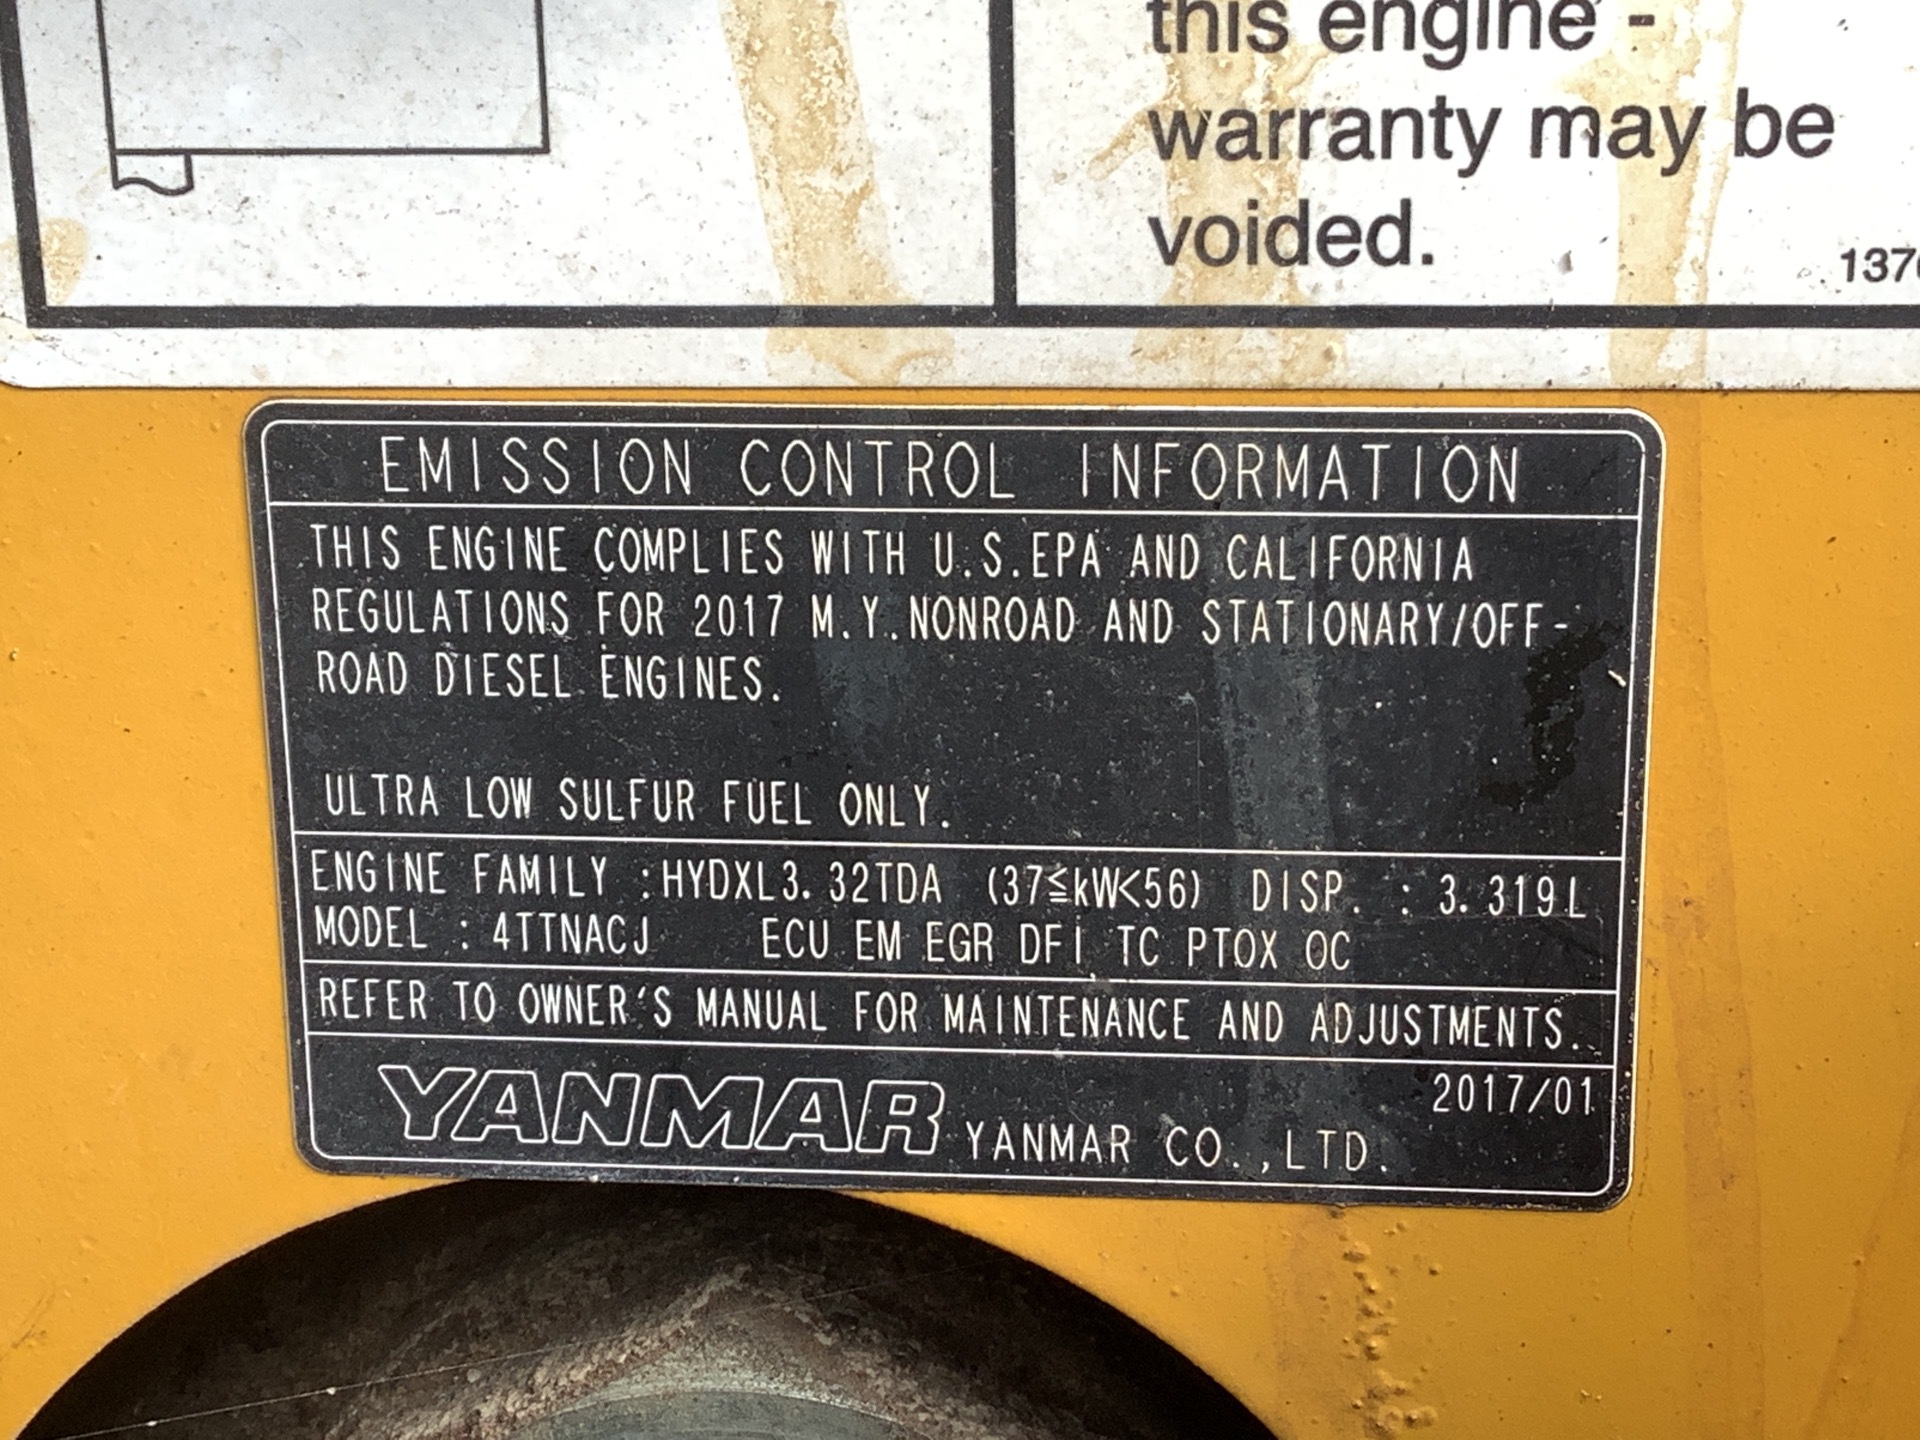 this engine -
warranty may be
voided.
EMISSION CONTROL INFORMATION
THIS ENGINE COMPLIES WITH U.S.EPA AND CALIFORNIA
REGULATIONS FOR 2017 M.Y.NONROAD AND STATIONARY/OFF-
ROAD DIESEL ENGINES.
ULTRA LOW SULFUR FUEL ONLY.
ENGINE FAMILY :HYDXL3.32TDA (37≦kW<56) DISP. : 3.319L
MODEL : 4TTNACJ ECU EM EGR DFI TC PTOX OC
REFER TO OWNER'S MANUAL FOR MAINTENANCE AND ADJUSTMENTS.
2017/01
YANMAR YANMAR CO.,LTD.